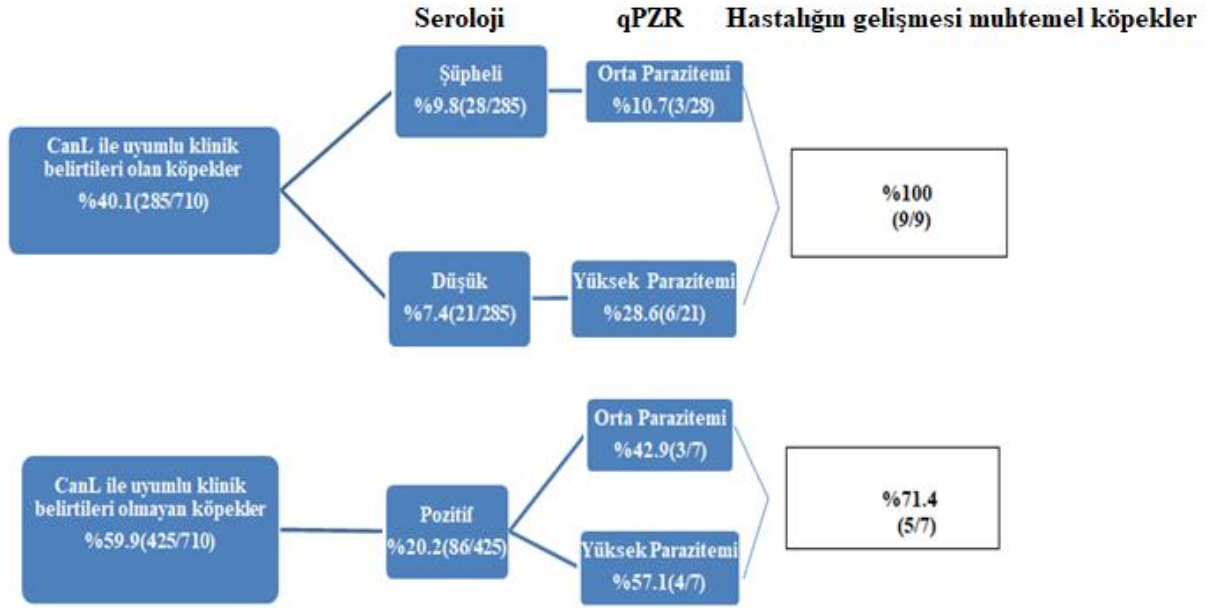 Seroloji
qPZR
Hastalığın gelişmesi muhtemel köpekler
Şüpheli
%9.8(28/285)
Orta Parazitemi
%10.7(3/28)
CanL ile uyumlu klinik
belirtileri olan köpekler
%40.1(285/710)
%100
(9/9)
Düşük
%7.4(21/285)
Yüksek Parazitemi
%28.6(6/21)
Orta Parazitemi
%42.9(3/7)
CanL ile uyumlu klinik
belirtileri olmayan köpekler
%59.9(425/710)
Pozitif
%20.2(86/425)
%71.4
(5/7)
Yüksek Parazitemi
%57.1(4/7)